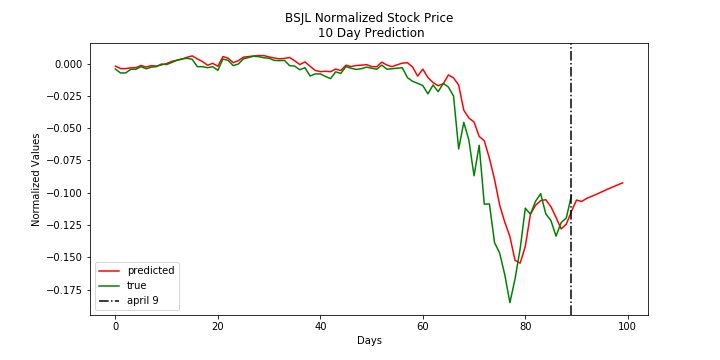 BSJL Normalized Stock Price
10 Day Prediction
Normalized Values
0.000
−0.025
−0.050
−0.075
−0.100
−0.125
−0.150
−0.175
predicted
true
april 9
0
20
40
60
80
100
Days